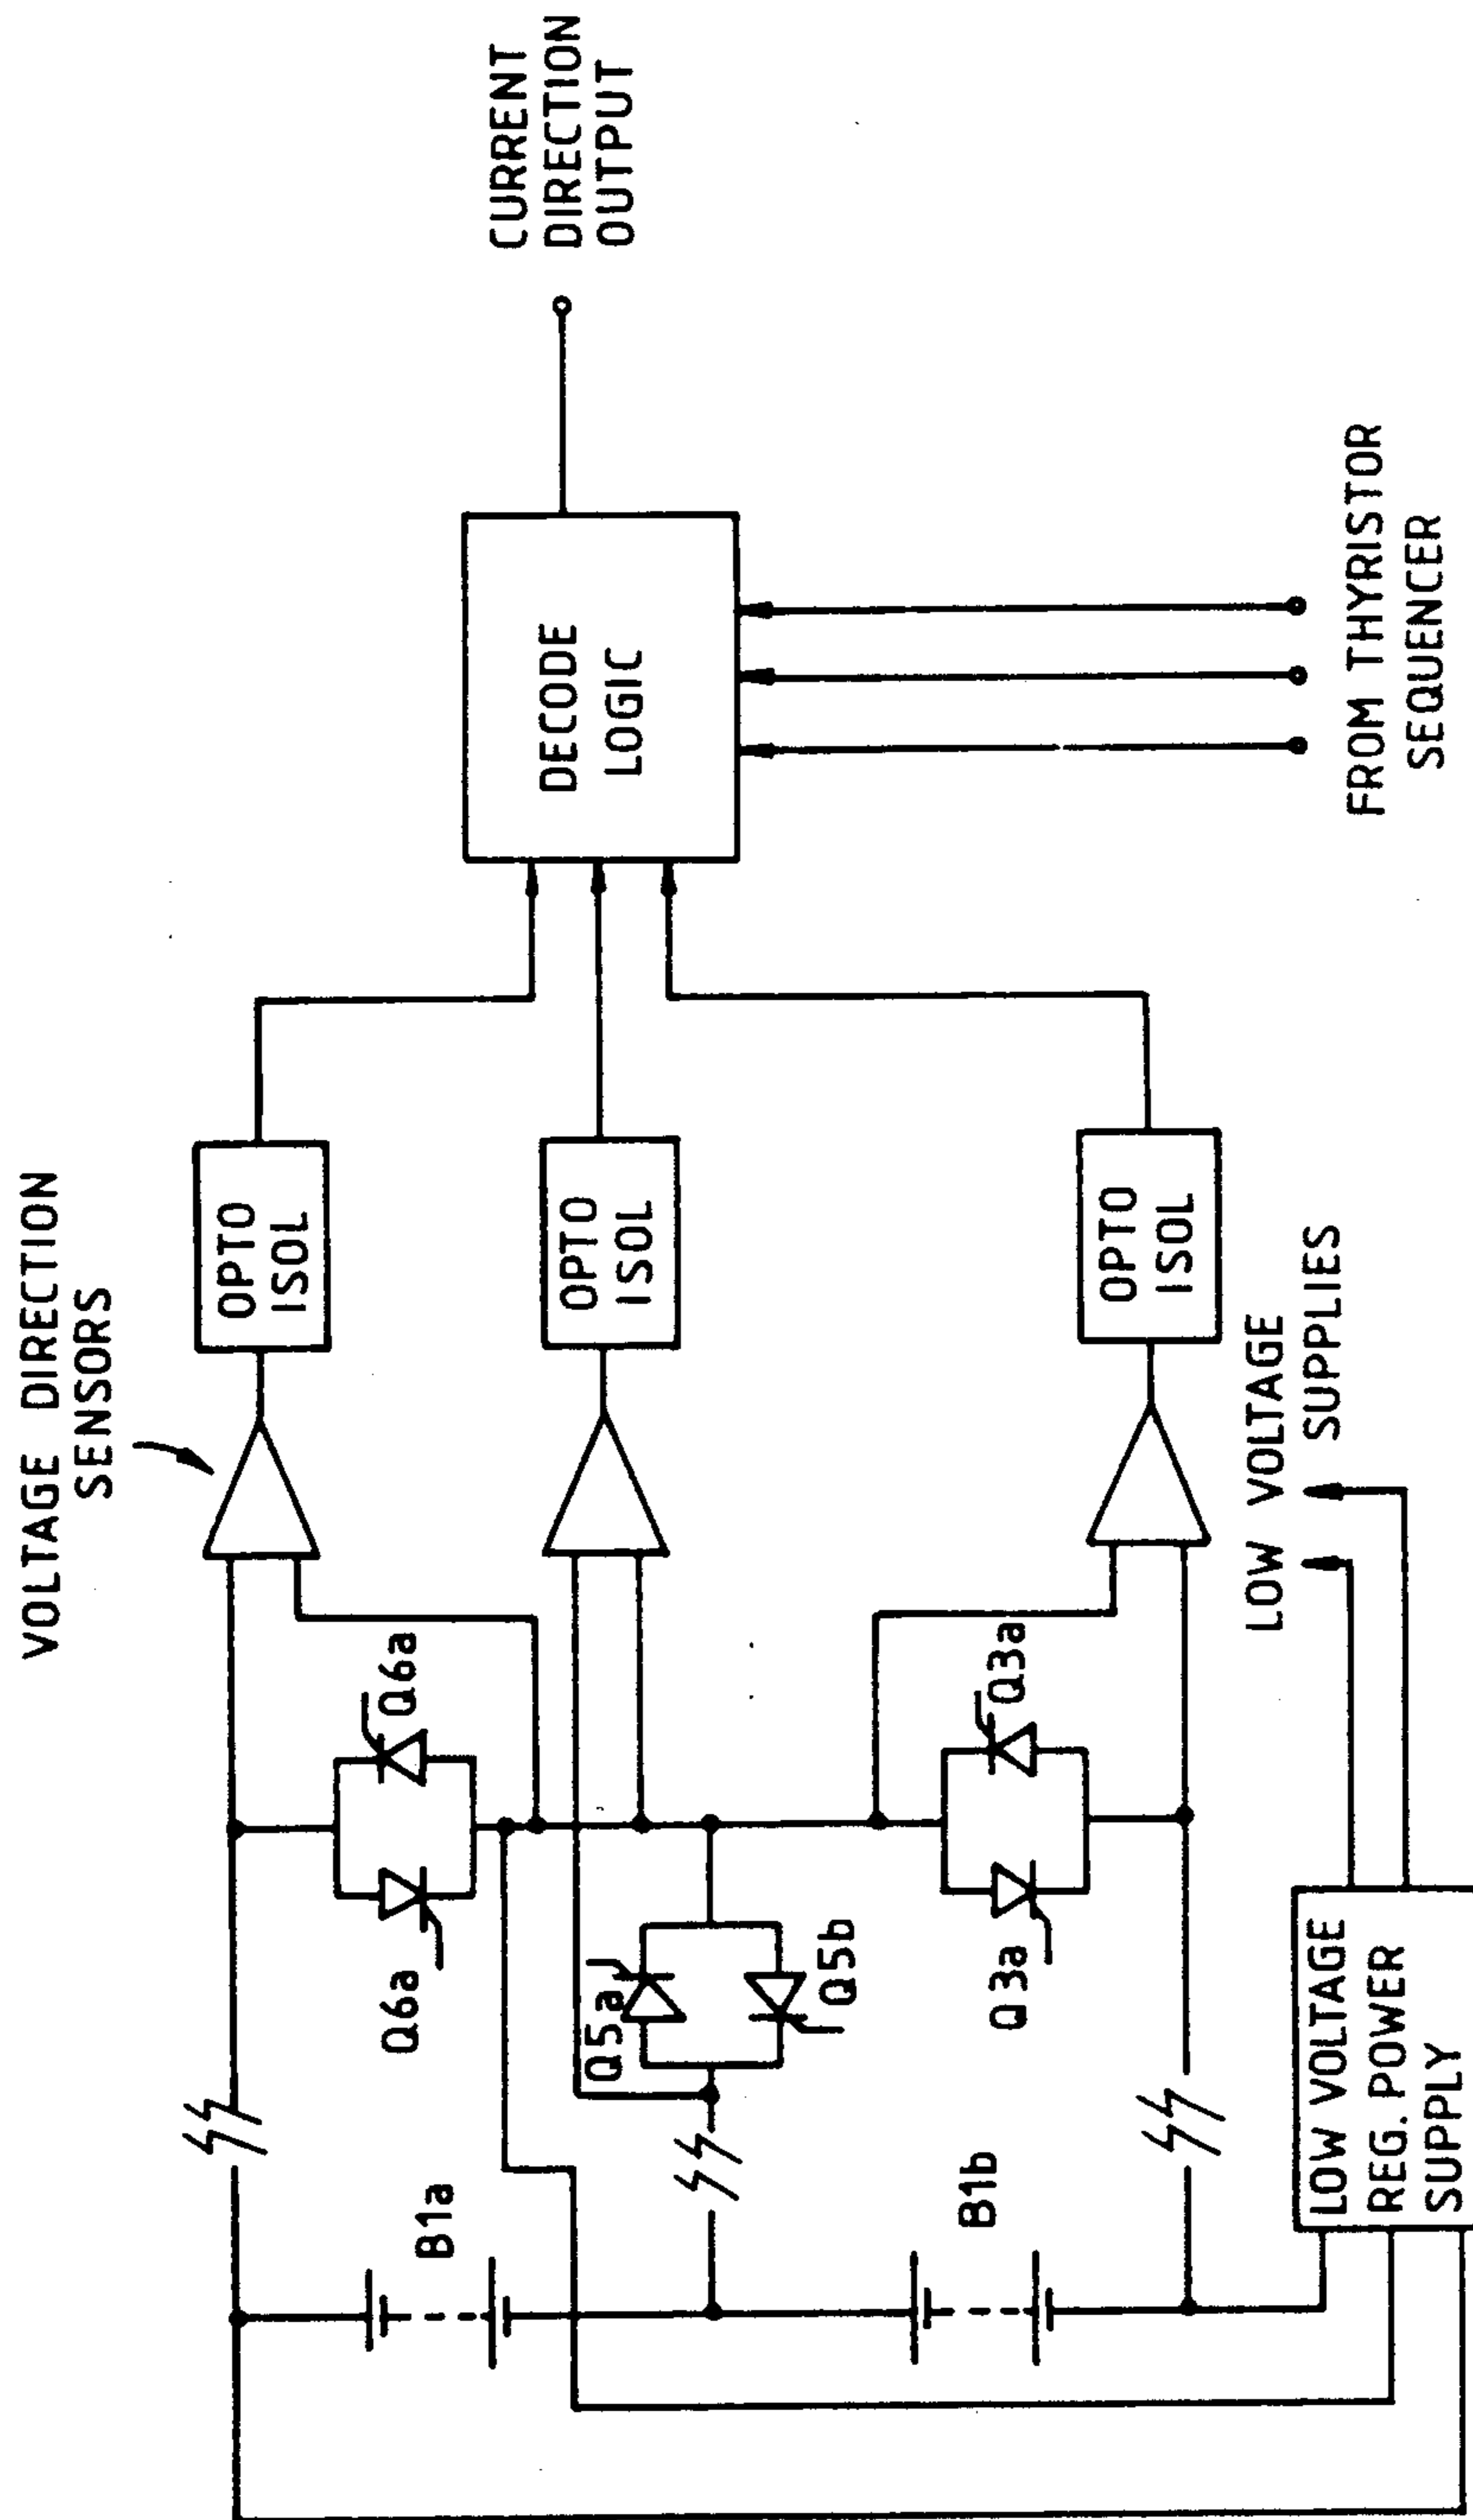 VOLTAGE DIRECTION
SENSORS
OPTO
ISOL
OPTO
ISOL
OPTO
ISOL
DECODE
LOGIC
CURRENT
DIRECTION
OUTPUT
FROM THYRISTOR
SEQUENCER
LOW VOLTAGE
SUPPLIES
Q6a
Q6a
Q5a
Q5b
Q3a
Q3a
B1a
B1b
LOW VOLTAGE
REG. POWER
SUPPLY